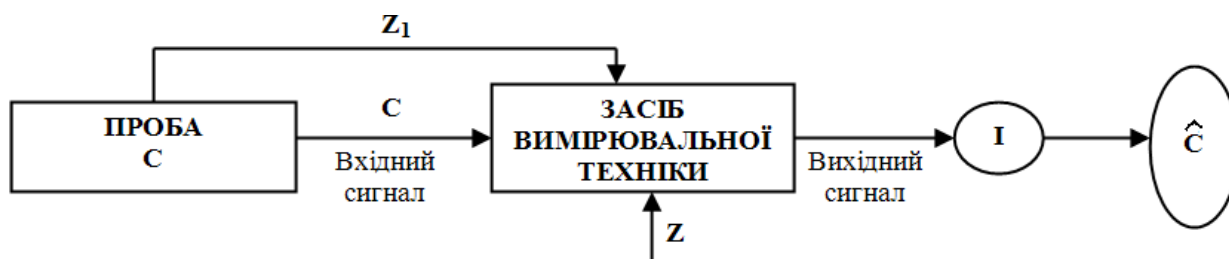 Z1
ПРОБА
С
С
Вхідний
сигнал
ЗАСІБ
ВИМІРЮВАЛЬНОЇ
ТЕХНІКИ
Z
Вихідний
сигнал
І
Ĉ